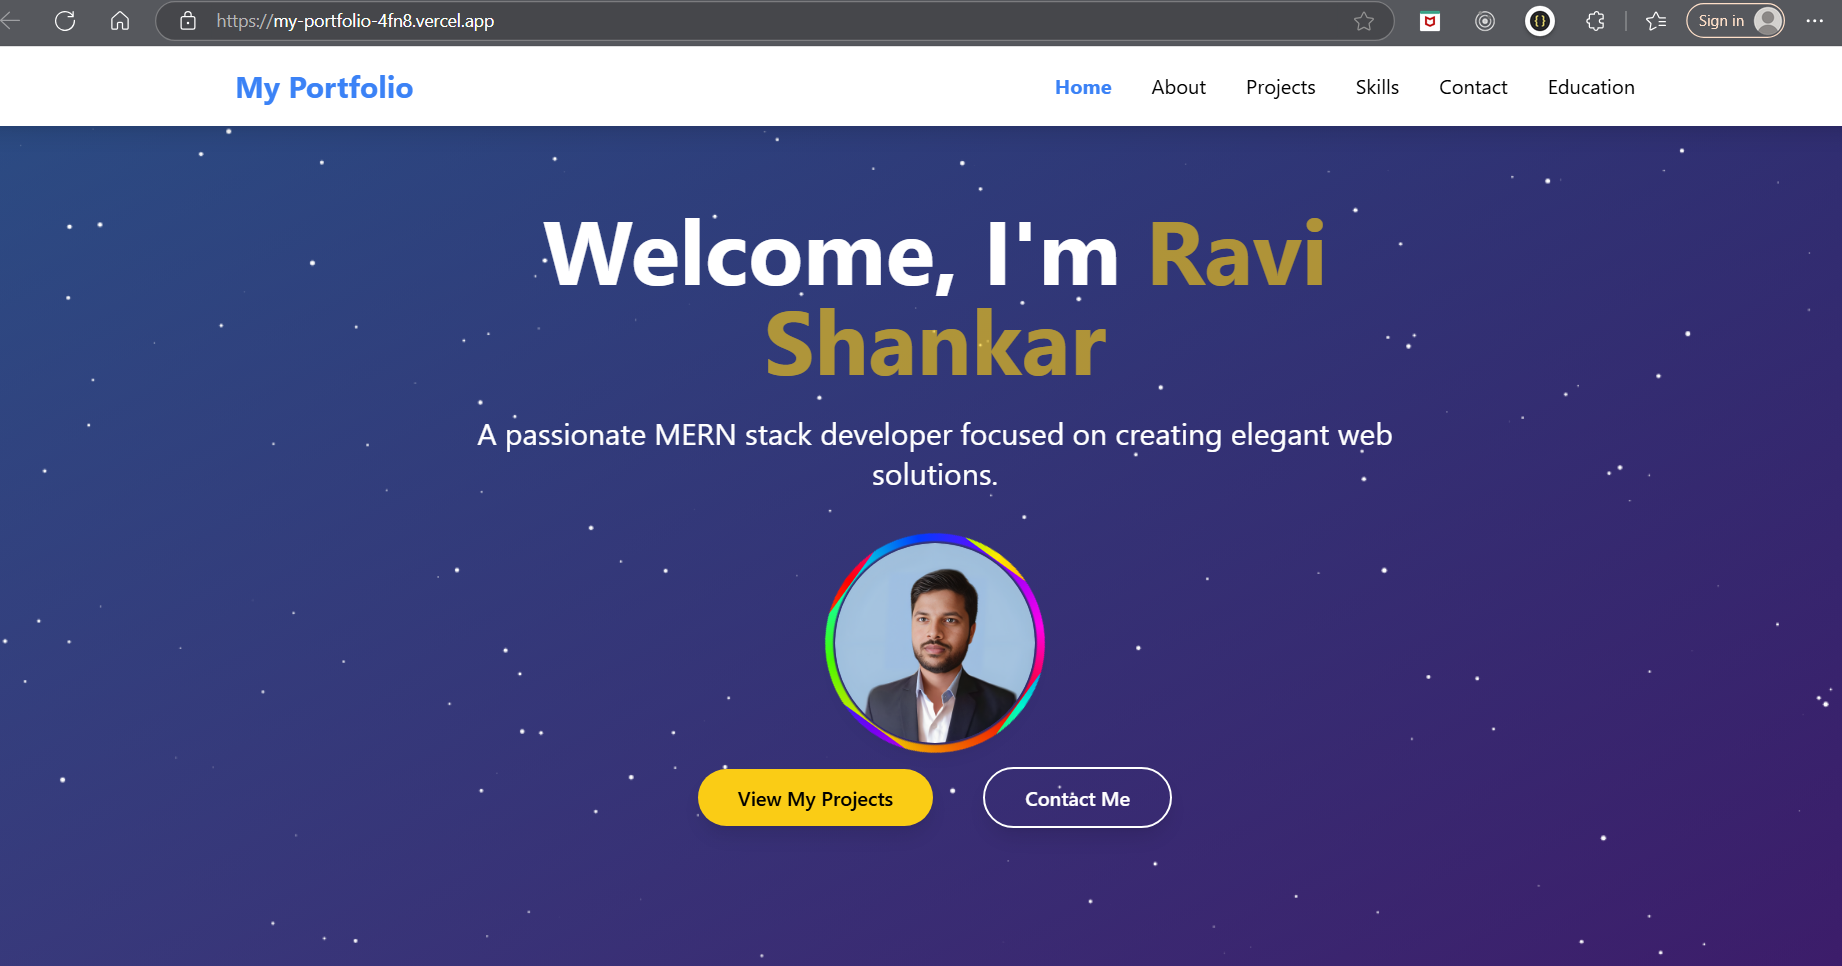 https://my-portfolio-4fn8.vercel.app
Sign in
My Portfolio
Home About Projects Skills Contact Education
Welcome, I'm Ravi
Shankar
A passionate MERN stack developer focused on creating elegant web
solutions.
View My Projects Contact Me